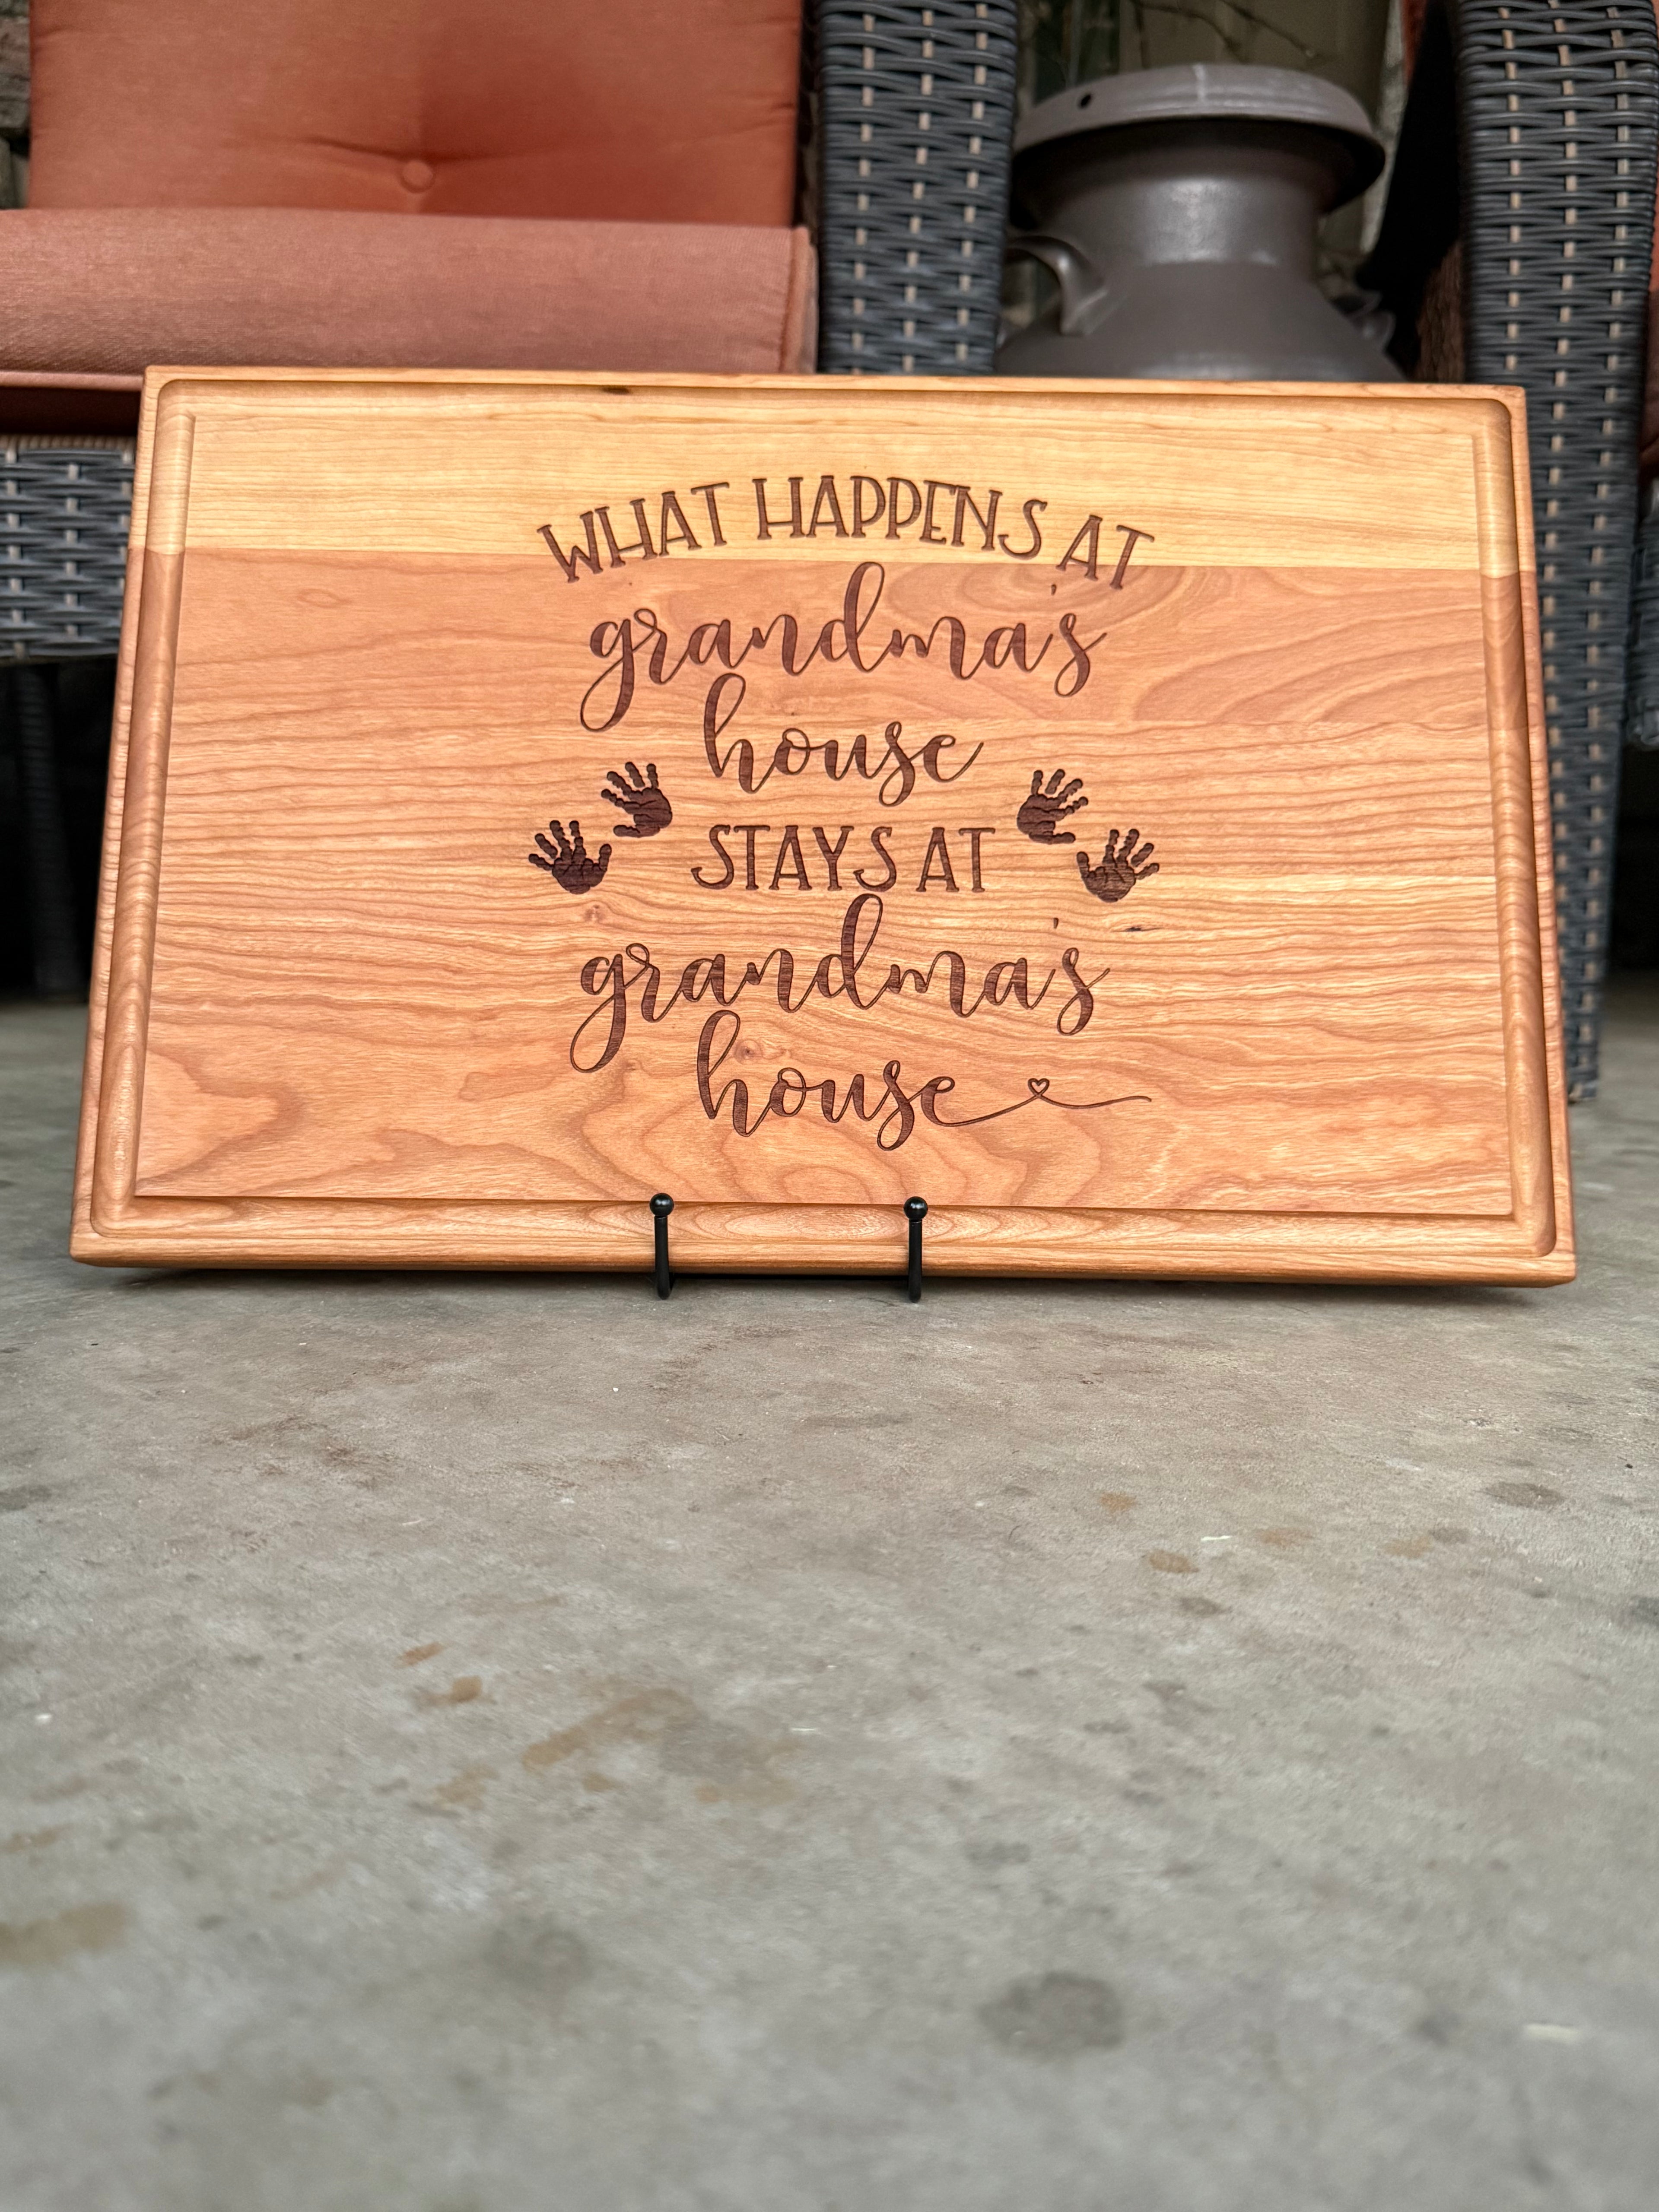 WHAT HAPPENS AT
grandma's
house
STAYS AT
grandma's
house